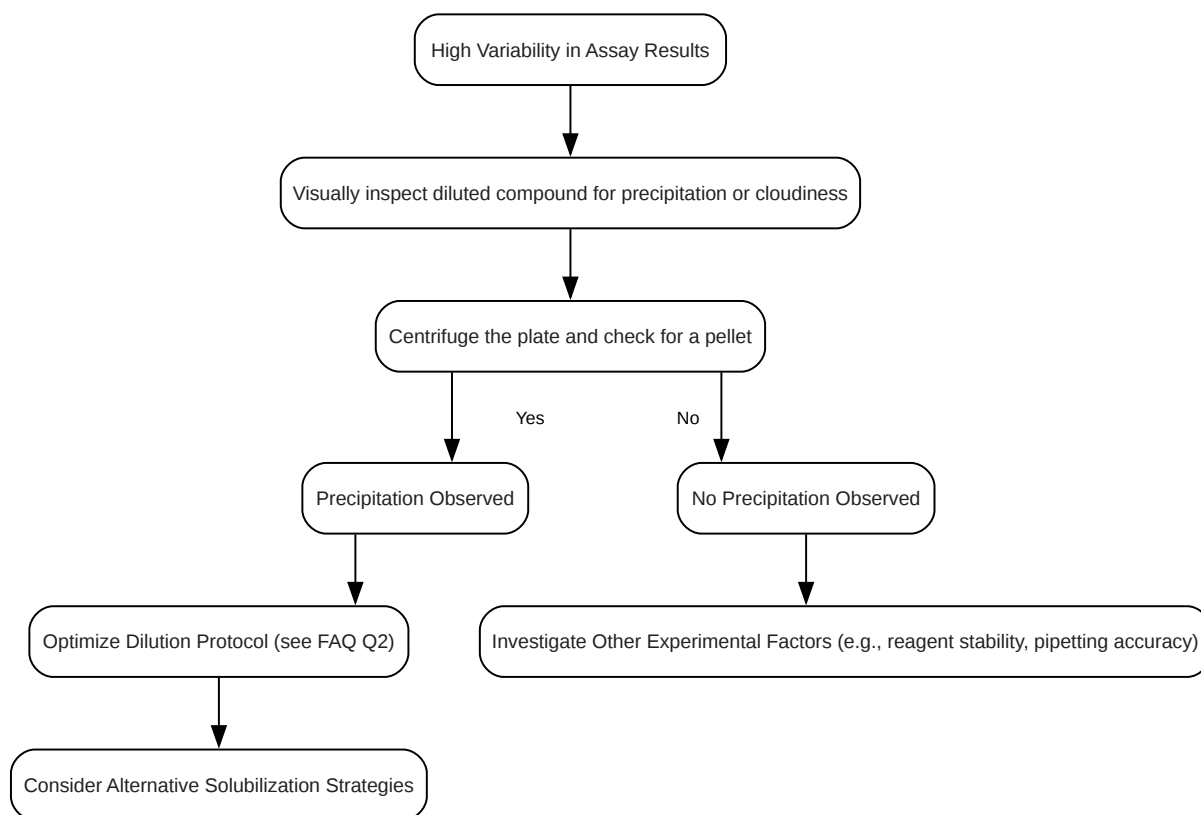 High Variability in Assay Results
Visually inspect diluted compound for precipitation or cloudiness
Centrifuge the plate and check for a pellet
Yes
No
Precipitation Observed
No Precipitation Observed
Optimize Dilution Protocol (see FAQ Q2)
Investigate Other Experimental Factors (e.g., reagent stability, pipetting accuracy)
Consider Alternative Solubilization Strategies